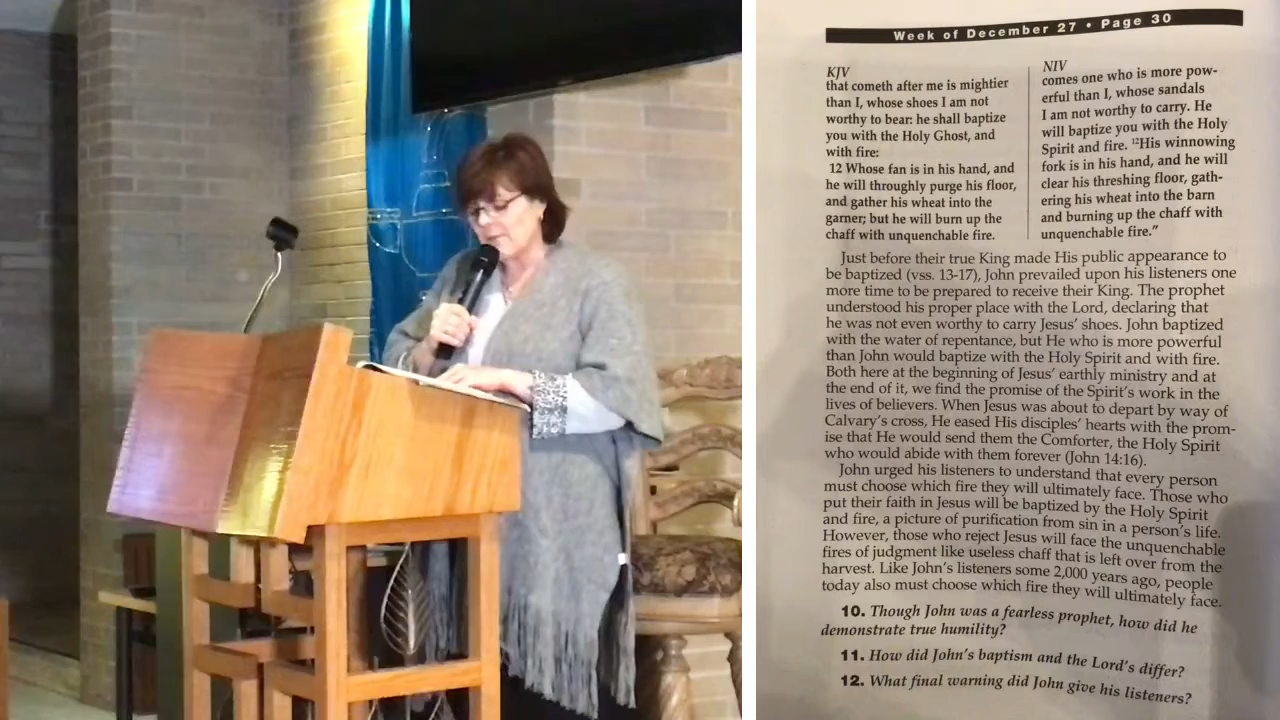 Week of December 27 • Page 30
KJV
that cometh after me is mightier
than I, whose shoes I am not
worthy to bear: he shall baptize
you with the Holy Ghost, and
with fire:
12 Whose fan is in his hand, and
he will throughly purge his floor,
and gather his wheat into the
garner; but he will burn up the
chaff with unquenchable fire.
NIV
comes one who is more pow-
erful than I, whose sandals
I am not worthy to carry. He
will baptize you with the Holy
Spirit and fire. ¹²His winnowing
fork is in his hand, and he will
clear his threshing floor, gath-
ering his wheat into the barn
and burning up the chaff with
unquenchable fire.”
Just before their true King made His public appearance to
be baptized (vss. 13-17), John prevailed upon his listeners one
more time to be prepared to receive their King. The prophet
understood his proper place with the Lord, declaring that
he was not even worthy to carry Jesus’ shoes. John baptized
with the water of repentance, but He who is more powerful
than John would baptize with the Holy Spirit and with fire.
Both here at the beginning of Jesus’ earthly ministry and at
the end of it, we find the promise of the Spirit’s work in the
lives of believers. When Jesus was about to depart by way of
Calvary’s cross, He eased His disciples’ hearts with the prom-
ise that He would send them the Comforter, the Holy Spirit
who would abide with them forever (John 14:16).
John urged his listeners to understand that every person
must choose which fire they will ultimately face. Those who
put their faith in Jesus will be baptized by the Holy Spirit
and fire, a picture of purification from sin in a person’s life.
However, those who reject Jesus will face the unquenchable
fires of judgment like useless chaff that is left over from the
harvest. Like John’s listeners some 2,000 years ago, people
today also must choose which fire they will ultimately face.
10. Though John was a fearless prophet, how did he
demonstrate true humility?
11. How did John’s baptism and the Lord’s differ?
12. What final warning did John give his listeners?